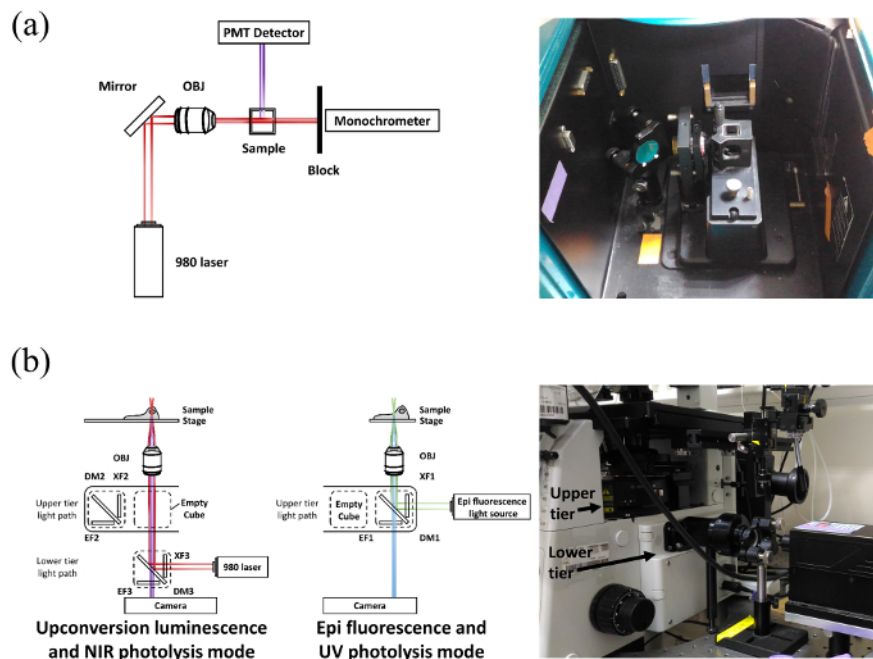 (a)
PMT Detector
Mirror
OBJ
Monochrometer
Sample
Block
980 laser
(b)
Sample
Stage
OBJ
DM2 XF2
Upper tier
light path
Empty
Cube
EF2
Lower tier
light path
XF3
980 laser
EF3
DM3
Camera
Upconversion luminescence
and NIR photolysis mode
Sample
Stage
OBJ
XF1
Upper tier
light path
Empty
Cube
Epi fluorescence
light source
EF1
DM1
Camera
Epi fluorescence and
UV photolysis mode
Upper
tier
Lower
tier